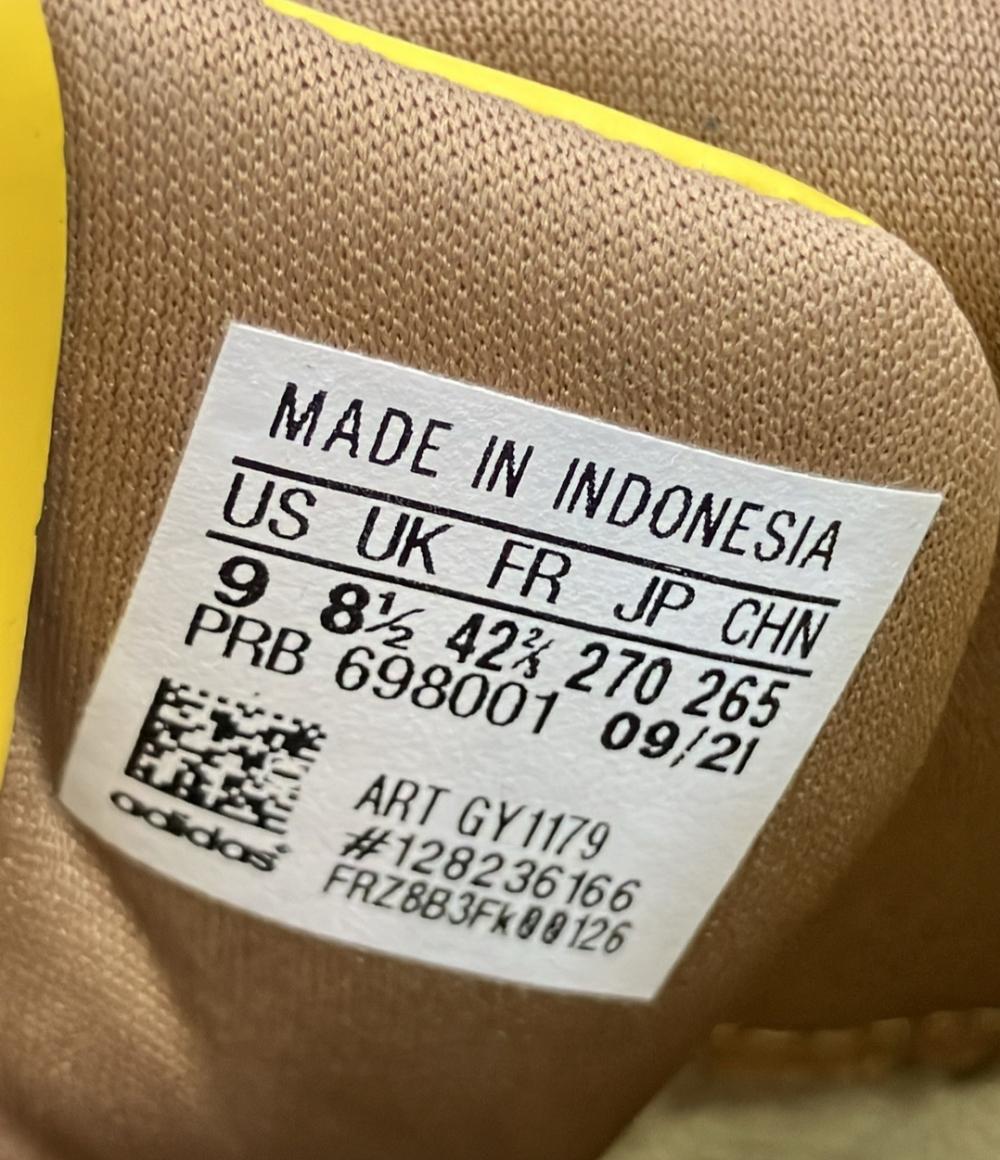 MADE IN INDONESIA
US UK FR JP CHN
9 8½ 42⅔ 270 265
PRB 698001 09/21
adidas
ART GY1179
#128236166
FRZ8B3FK00126